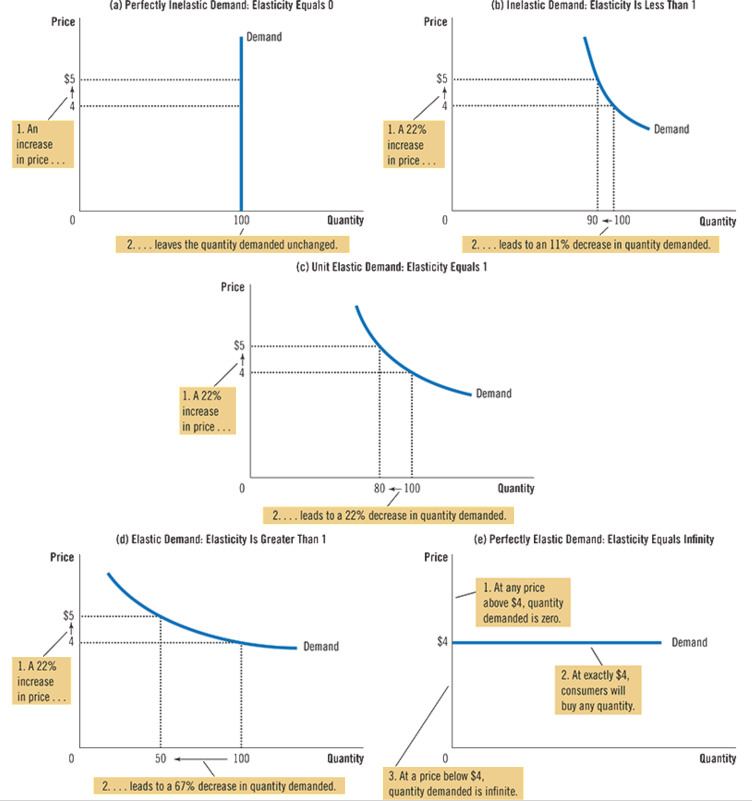 (a) Perfectly Inelastic Demand: Elasticity Equals 0
Price
Demand
$5
4
1. An
increase
in price . . .
0
100
Quantity
2. . . . leaves the quantity demanded unchanged.
(b) Inelastic Demand: Elasticity Is Less Than 1
Price
$5
4
1. A 22%
increase
in price . . .
Demand
0
90
100
Quantity
2. . . . leads to an 11% decrease in quantity demanded.
(c) Unit Elastic Demand: Elasticity Equals 1
Price
$5
4
1. A 22%
increase
in price . . .
Demand
0
80
100
Quantity
2. . . . leads to a 22% decrease in quantity demanded.
(d) Elastic Demand: Elasticity Is Greater Than 1
Price
$5
4
Demand
1. A 22%
increase
in price . . .
0
50
100
Quantity
2. . . . leads to a 67% decrease in quantity demanded.
(e) Perfectly Elastic Demand: Elasticity Equals Infinity
Price
1. At any price
above $4, quantity
demanded is zero.
$4
Demand
2. At exactly $4,
consumers will
buy any quantity.
0
Quantity
3. At a price below $4,
quantity demanded is infinite.